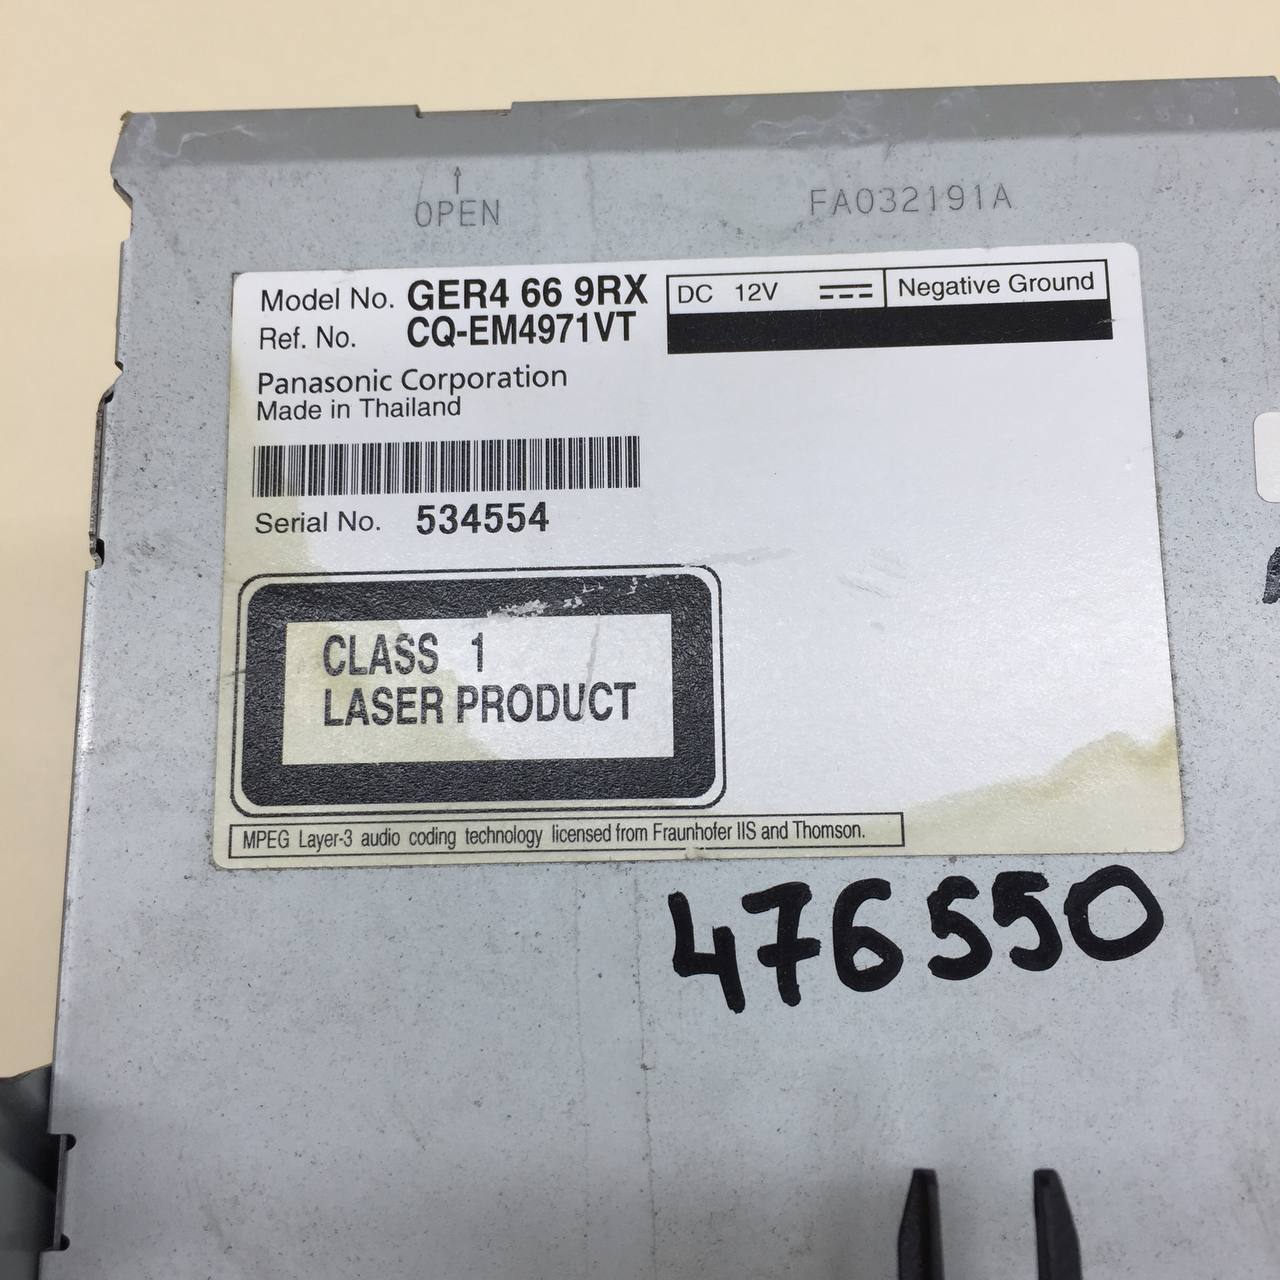 OPEN
FA032191A
Model No. GER4 66 9RX
Ref. No. CQ-EM4971VT
DC 12V
Negative Ground
Panasonic Corporation
Made in Thailand
Serial No. 534554
CLASS 1
LASER PRODUCT
MPEG Layer-3 audio coding technology licensed from Fraunhofer IIS and Thomson.
476550